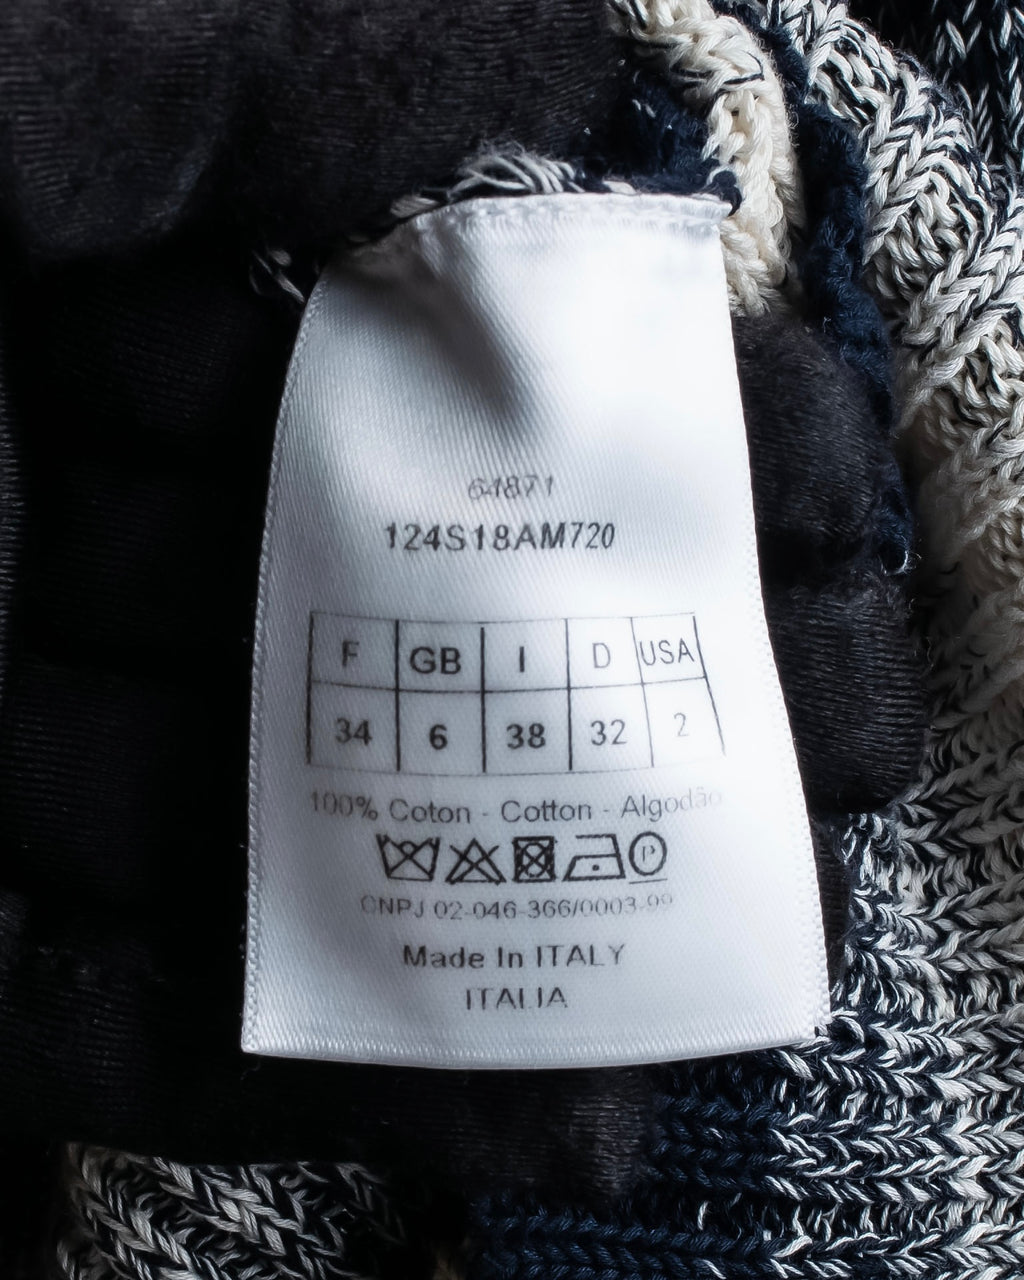 64871
124S18AM720
F GB I D USA
34 6 38 32 2
100% Coton - Cotton - Algodão
P
CNPJ 02-046-366/0003-99
Made In ITALY
ITALIA